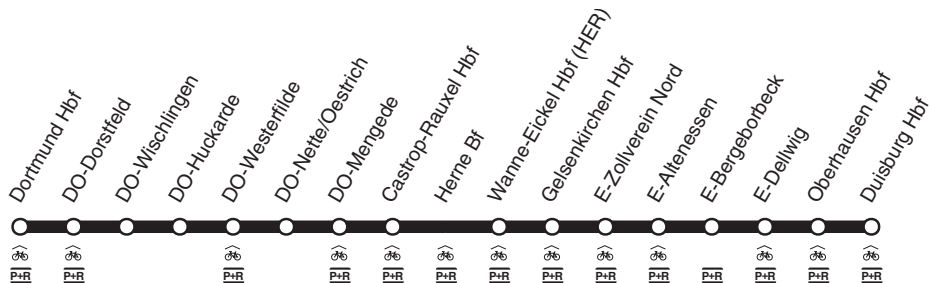 Dortmund Hbf
DO-Dorstfeld
DO-Wischlingen
DO-Huckarde
DO-Westerfilde
DO-Nette/Oestrich
DO-Mengede
Castrop-Rauxel Hbf
Herne Bf
Wanne-Eickel Hbf (HER)
Gelsenkirchen Hbf
E-Zollverein Nord
E-Altenessen
E-Bergeborbeck
E-Dellwig
Oberhausen Hbf
Duisburg Hbf
P+R P+R P+R P+R P+R P+R P+R P+R P+R P+R P+R P+R P+R P+R